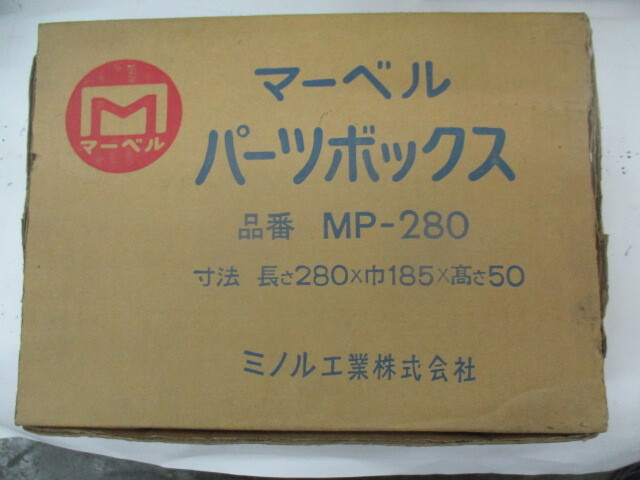 マーベル
マーベル
パーツボックス
品番 MP-280
寸法 長さ280×巾185×髙さ50
ミノル工業株式会社